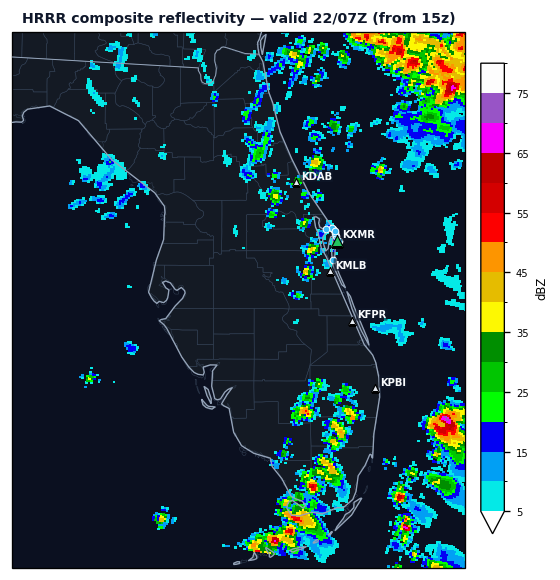 HRRR composite reflectivity — valid 22/07Z (from 15z)
KDAB
KXMR
KMLB
KFPR
KPBI
75
65
55
45
35
25
15
5
dBZ